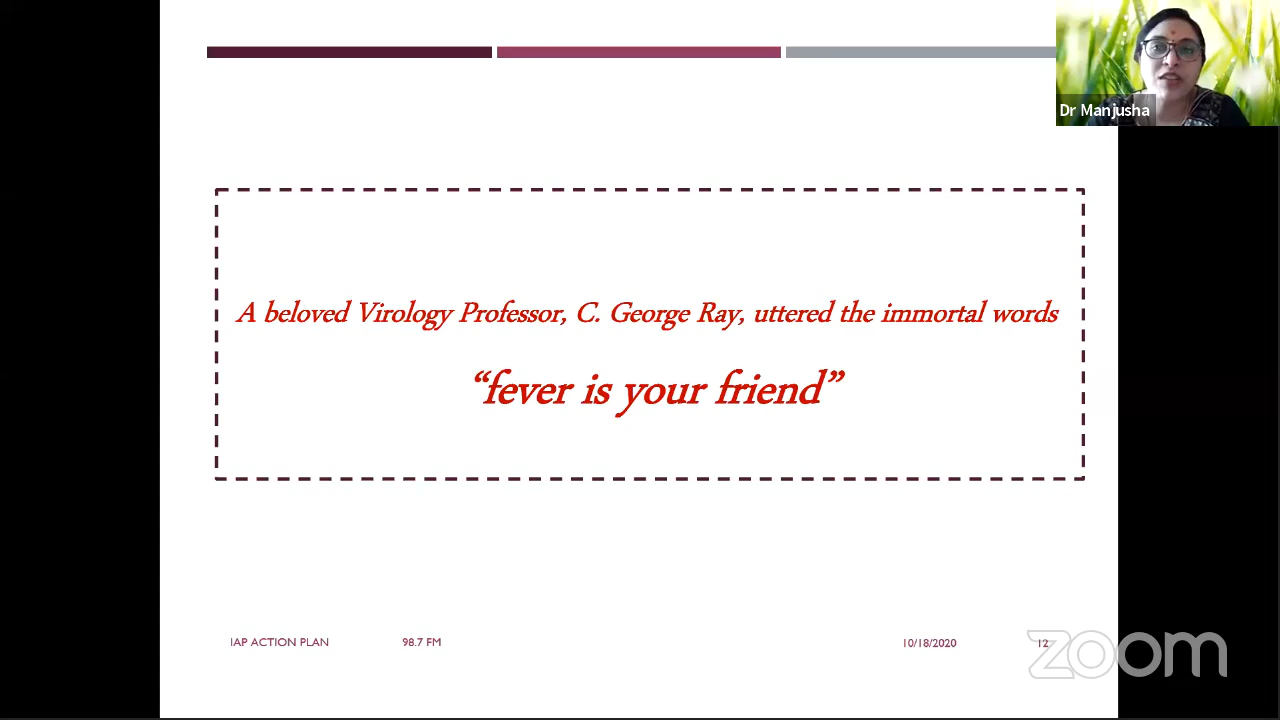 Dr Manjusha
A beloved Virology Professor, C. George Ray, uttered the immortal words
“fever is your friend”
IAP ACTION PLAN 98.7 FM 10/18/2020 12
zoom